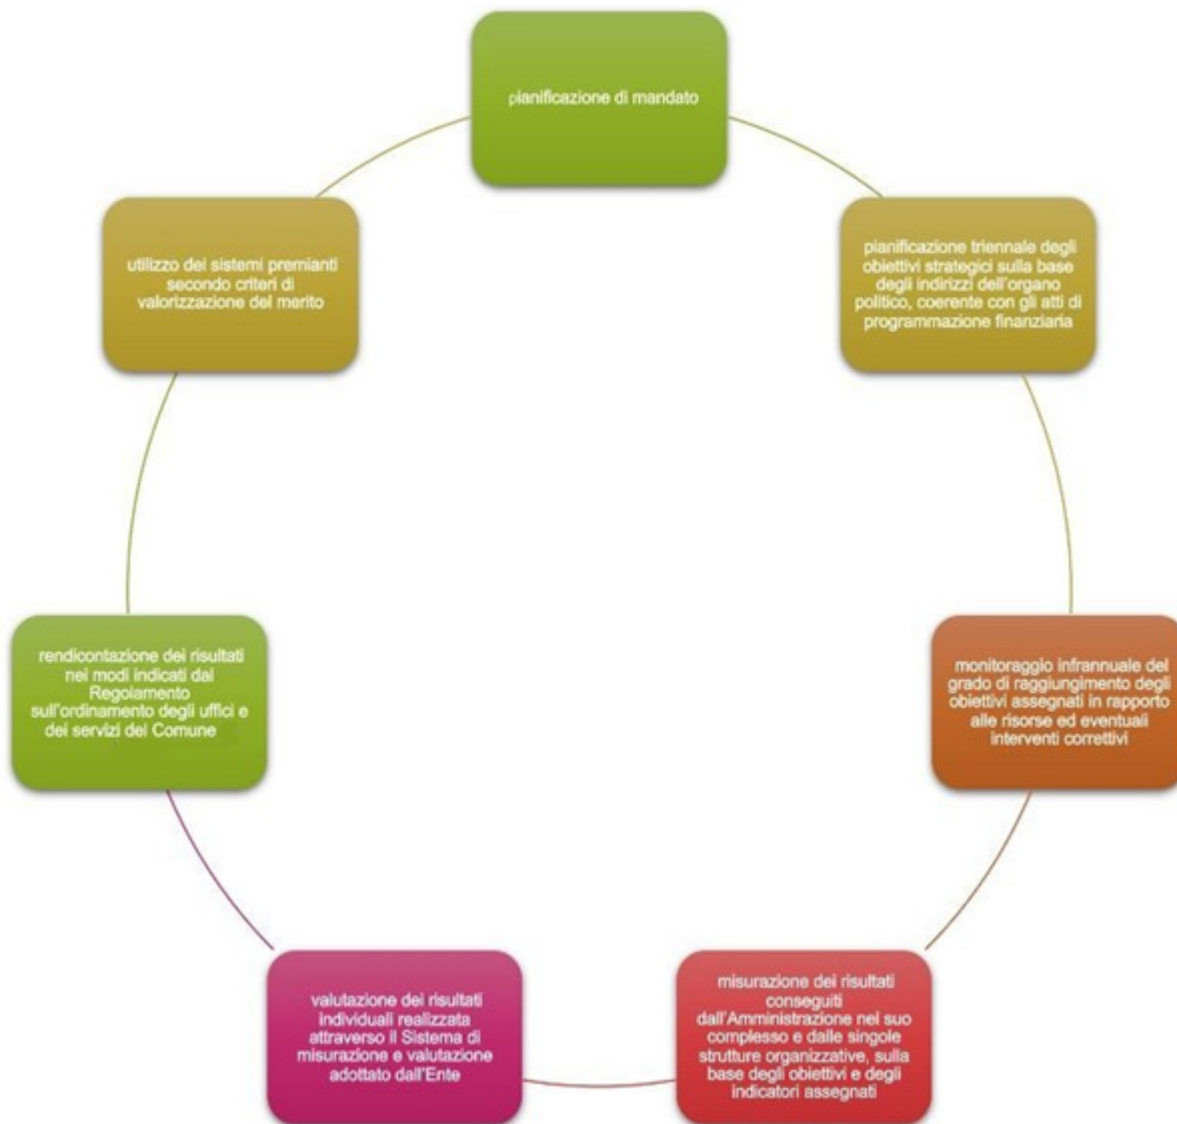 pianificazione di mandato
pianificazione triennale degli
obiettivi strategici sulla base
degli indirizzi dell'organo
politico, coerente con gli atti di
programmazione finanziaria
monitoraggio infrannuale del
grado di raggiungimento degli
obiettivi assegnati in rapporto
alle risorse ed eventuali
interventi correttivi
misurazione dei risultati
conseguiti
dall'Amministrazione nel suo
complesso e dalle singole
strutture organizzative, sulla
base degli obiettivi e degli
indicatori assegnati
valutazione dei risultati
individuali realizzata
attraverso il Sistema di
misurazione e valutazione
adottato dall'Ente
rendicontazione dei risultati
nei modi indicati dal
Regolamento
sull'ordinamento degli uffici e
dei servizi del Comune
utilizzo dei sistemi premianti
secondo criteri di
valorizzazione del merito